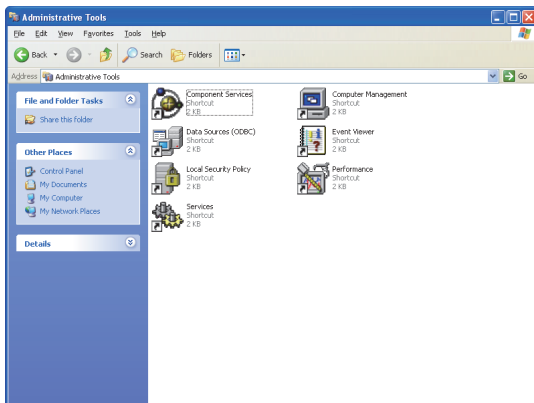 Administrative Tools
File Edit View Favorites Tools Help
Back Search Folders
Address Administrative Tools Go
File and Folder Tasks
Share this folder
Other Places
Control Panel
My Documents
My Computer
My Network Places
Details
Component Services
Shortcut
2 KB
Computer Management
Shortcut
2 KB
Data Sources (ODBC)
Shortcut
2 KB
Event Viewer
Shortcut
2 KB
Local Security Policy
Shortcut
2 KB
Performance
Shortcut
2 KB
Services
Shortcut
2 KB